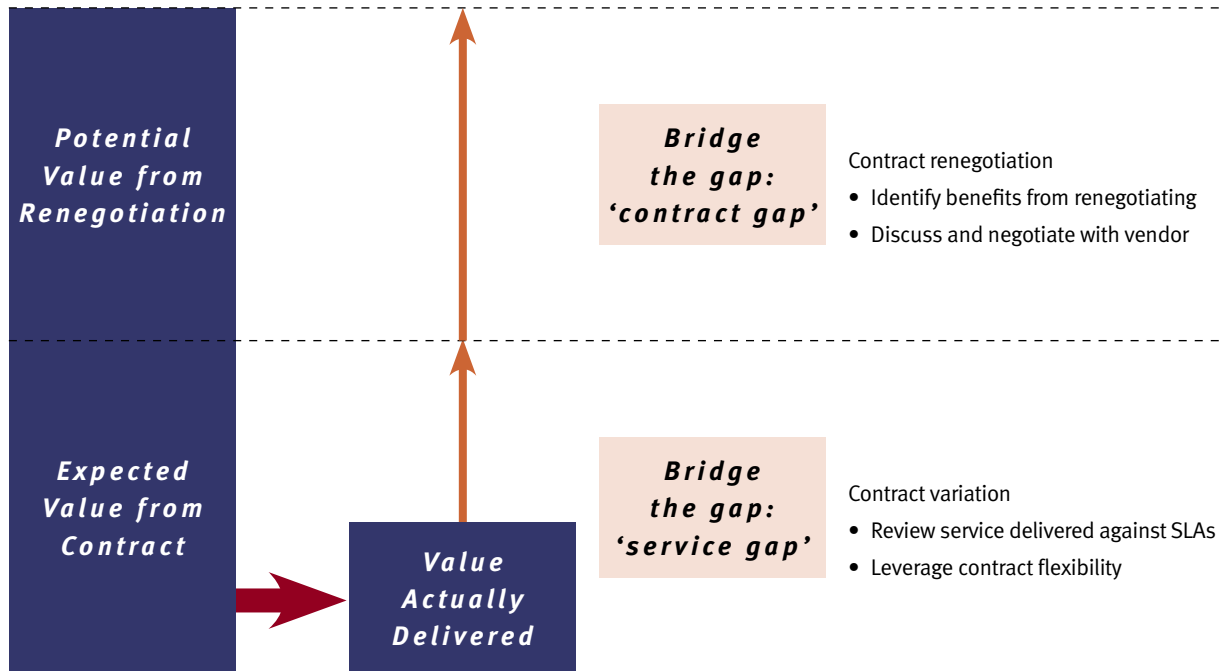 Potential
Value from
Renegotiation
Bridge
the gap:
‘contract gap’
Contract renegotiation
• Identify benefits from renegotiating
• Discuss and negotiate with vendor
Expected
Value from
Contract
Value
Actually
Delivered
Bridge
the gap:
‘service gap’
Contract variation
• Review service delivered against SLAs
• Leverage contract flexibility